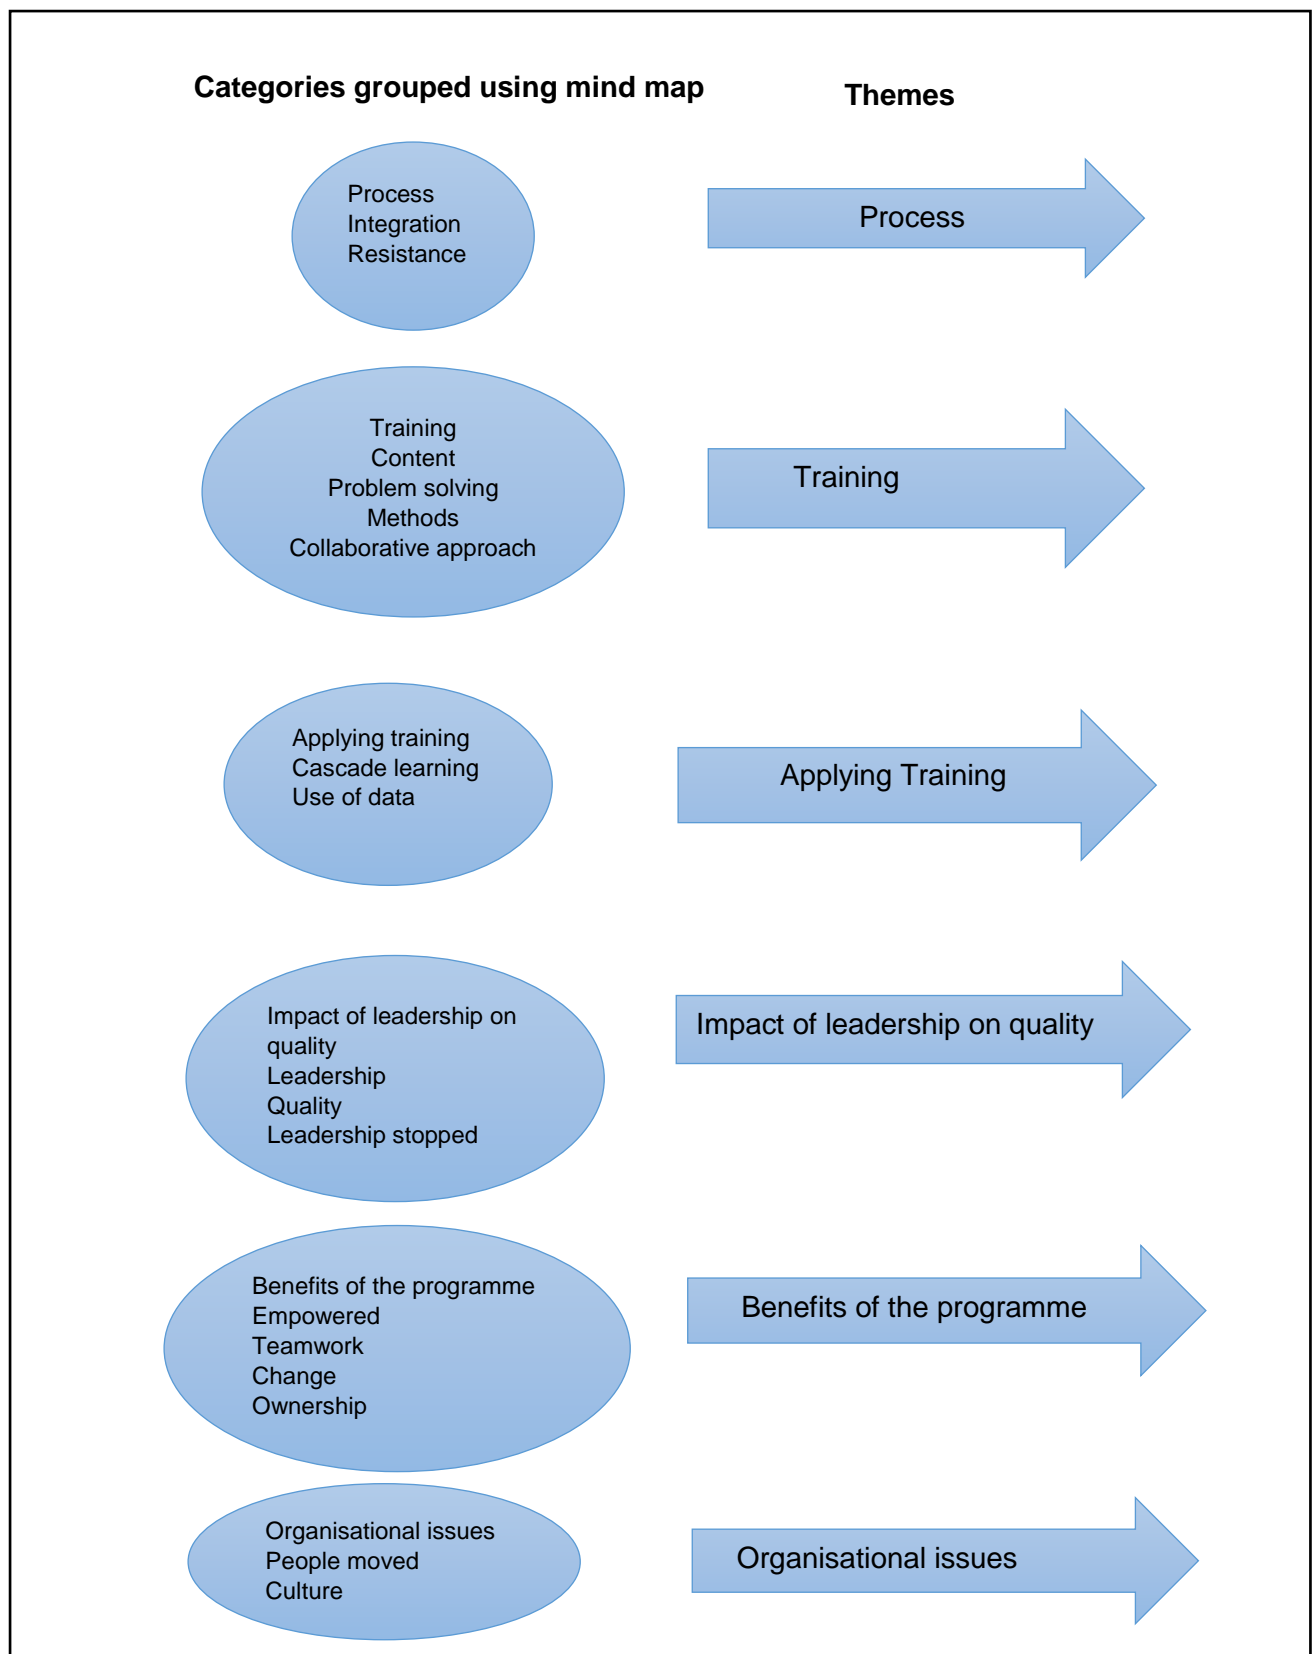 Categories grouped using mind map
Themes
Process
Integration
Resistance
Process
Training
Content
Problem solving
Methods
Collaborative approach
Training
Applying training
Cascade learning
Use of data
Applying Training
Impact of leadership on
quality
Leadership
Quality
Leadership stopped
Impact of leadership on quality
Benefits of the programme
Empowered
Teamwork
Change
Ownership
Benefits of the programme
Organisational issues
People moved
Culture
Organisational issues